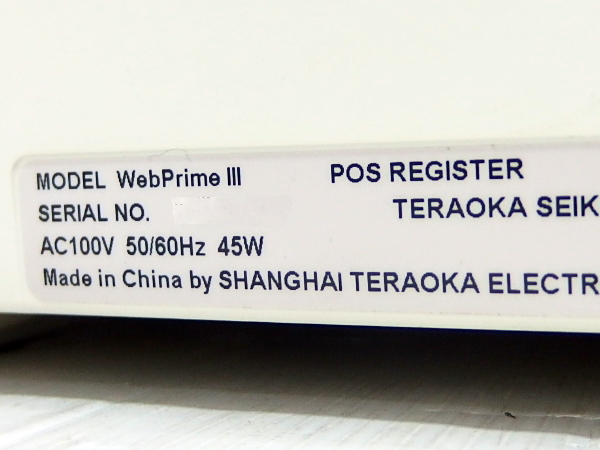 MODEL WebPrime III POS REGISTER
SERIAL NO. TERAOKA SEIK
AC100V 50/60Hz 45W
Made in China by SHANGHAI TERAOKA ELECTR